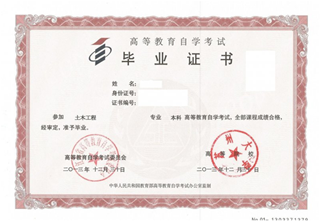 高等教育自学考试
毕业证书
姓 名:
身份证号:
证书编号:
参加 土木工程 专业 本科 高等教育自学考试,全部课程成绩合格,
经审定,准予毕业。
高等教育自学考试委员会
二〇一三年 十二月 二〇一三年 十二月
中华人民共和国教育部高等教育自学考试办公室监制